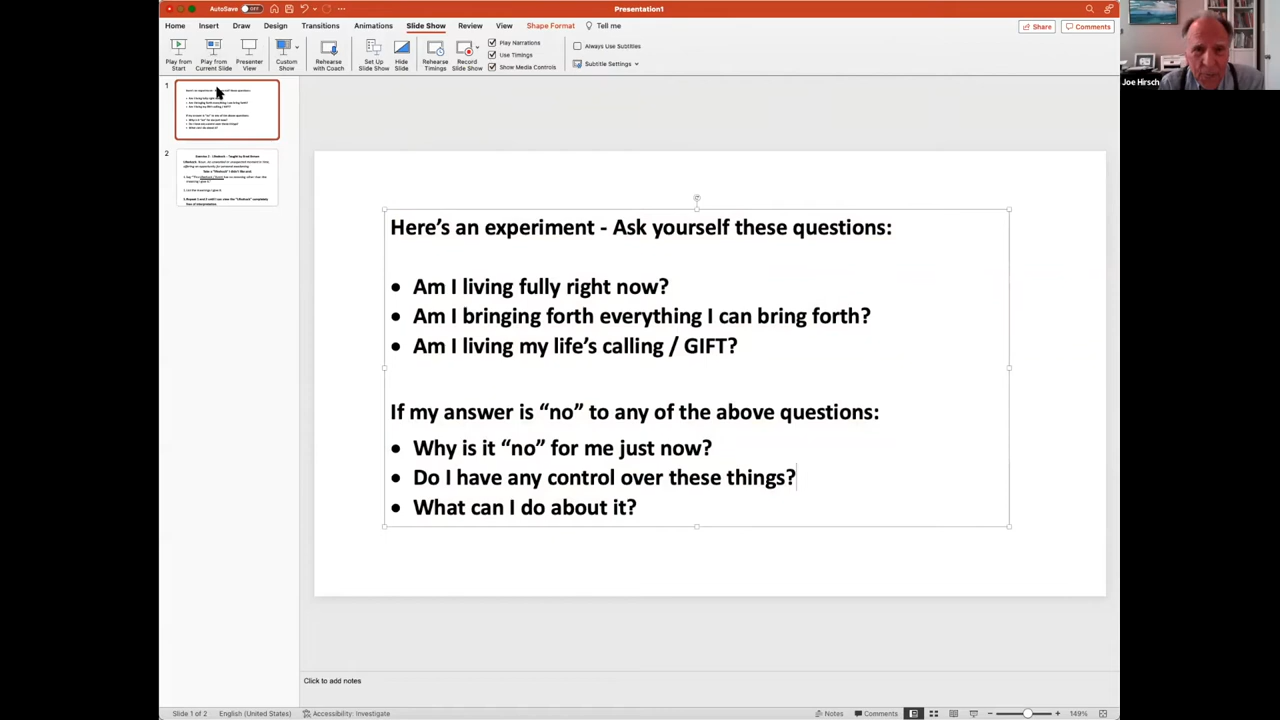 AutoSave OFF
Presentation1
Home Insert Draw Design Transitions Animations Slide Show Review View Shape Format Tell me
Share Comments
Play from Start
Play from Current Slide
Presenter View
Custom Show
Rehearse with Coach
Set Up Slide Show
Hide Slide
Rehearse Timings
Record Slide Show
Play Narrations
Use Timings
Show Media Controls
Always Use Subtitles
Subtitle Settings
Joe Hirsch
1
2
Here's an experiment - Ask yourself these questions:
• Am I living fully right now?
• Am I bringing forth everything I can bring forth?
• Am I living my life's calling / GIFT?
If my answer is “no” to any of the above questions:
• Why is it “no” for me just now?
• Do I have any control over these things?
• What can I do about it?
Click to add notes
Slide 1 of 2 English (United States) Accessibility: Investigate
Notes Comments 149%